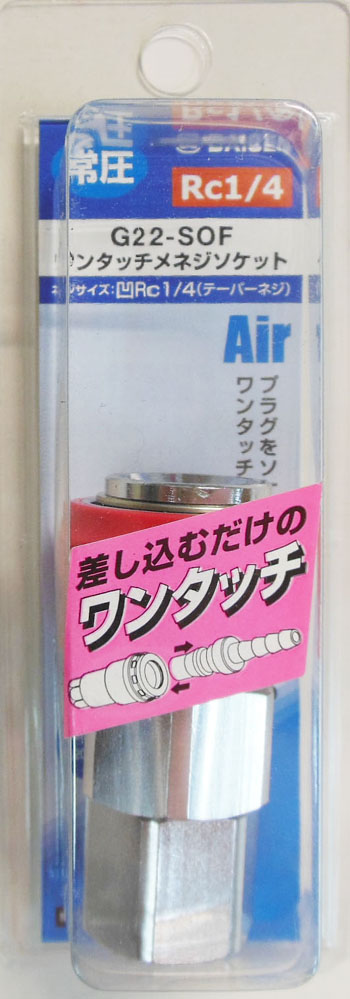 常圧
Rc1/4
G22-SOF
ワンタッチメネジソケット
ネジサイズ:凹Rc1/4(テーパーネジ)
Air
プラグをソ
ワンタッチ
差し込むだけの
ワンタッチ